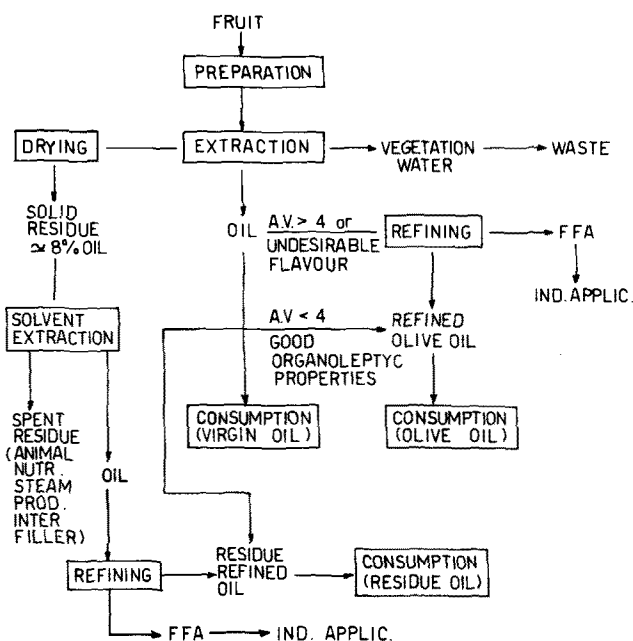 FRUIT
PREPARATION
DRYING
EXTRACTION
VEGETATION
WATER
WASTE
SOLID
RESIDUE
≃ 8% OIL
OIL
A.V. > 4 or
UNDESIRABLE
FLAVOUR
REFINING
FFA
IND. APPLIC.
SOLVENT
EXTRACTION
A.V < 4
GOOD
ORGANOLEPTYC
PROPERTIES
REFINED
OLIVE OIL
CONSUMPTION
(VIRGIN OIL)
CONSUMPTION
(OLIVE OIL)
SPENT
RESIDUE
(ANIMAL
NUTR.
STEAM
PROD.
INTER
FILLER)
OIL
REFINING
RESIDUE
REFINED
OIL
CONSUMPTION
(RESIDUE OIL)
FFA
IND. APPLIC.